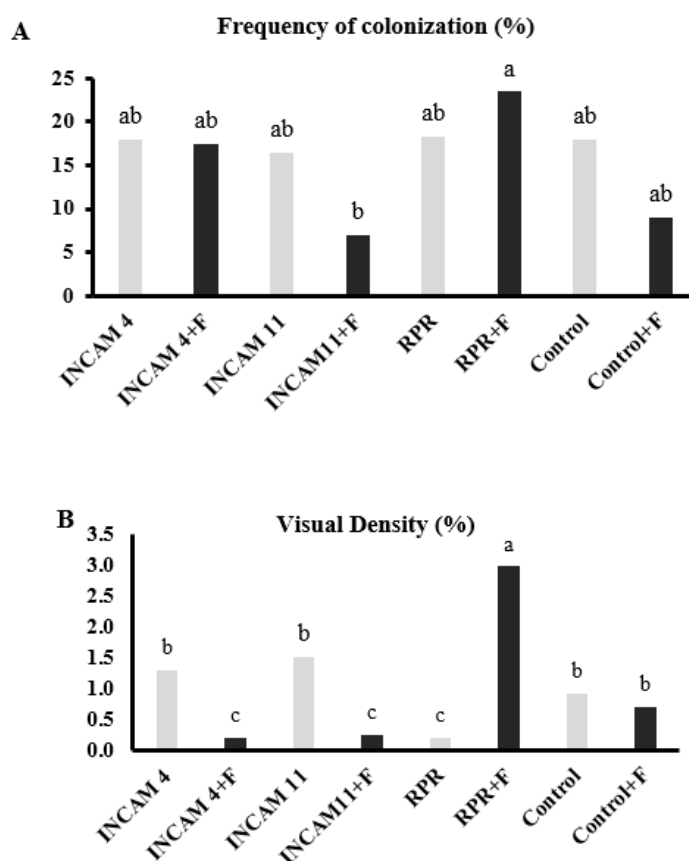 A
Frequency of colonization (%)
25
20
15
10
5
0
ab
ab
ab
b
ab
a
ab
ab
INCAM 4
INCAM 4+F
INCAM 11
INCAM11+F
RPR
RPR+F
Control
Control+F
B
Visual Density (%)
3.5
3.0
2.5
2.0
1.5
1.0
0.5
0.0
b
c
b
c
c
a
b
b
INCAM 4
INCAM 4+F
INCAM 11
INCAM11+F
RPR
RPR+F
Control
Control+F